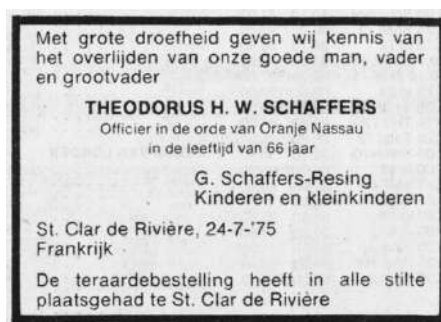 Met grote droefheid geven wij kennis van
het overlijden van onze goede man, vader
en grootvader
THEODORUS H. W. SCHAFFERS
Officier in de orde van Oranje Nassau
in de leeftijd van 66 jaar
G. Schaffers-Resing
Kinderen en kleinkinderen
St. Clar de Rivière, 24-7-'75
Frankrijk
De teraardebestelling heeft in alle stilte
plaatsgehad te St. Clar de Rivière